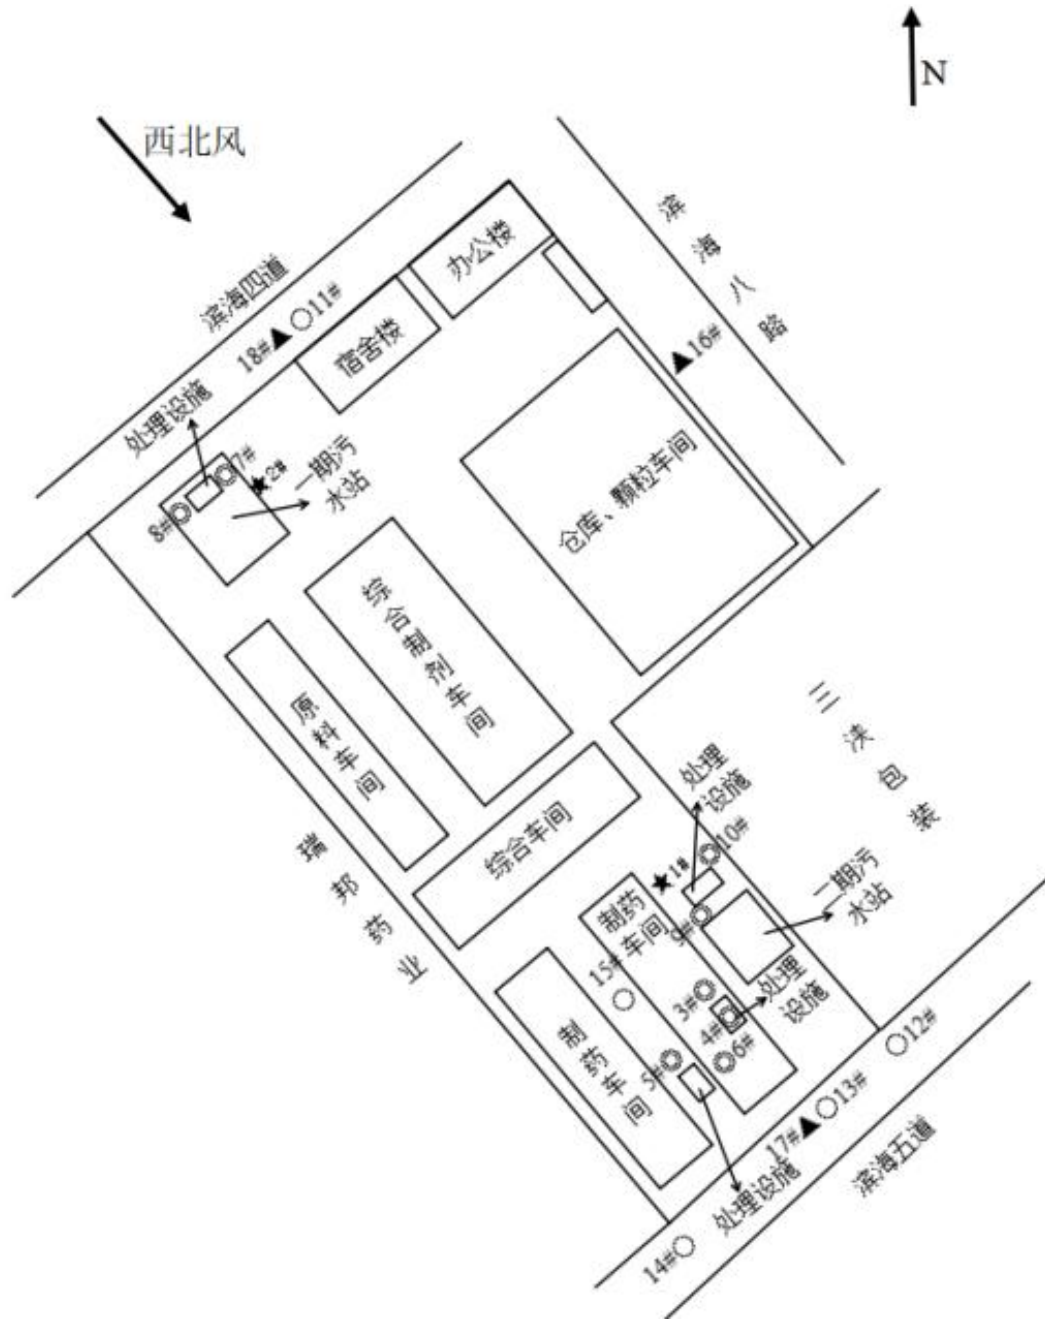 N
西北风
滨海四道
滨海八路
办公楼
11#
18#
宿舍楼
16#
处理设施
7#
2#
一期污
水站
8#
仓库、颗粒车间
综合制剂车间
原料车间
三浃包装
处理
设施
综合车间
10#
1#
瑞邦药业
制药
车间
9#
二期污
水站
15#
3#
处理
设施
4#
12#
6#
制药车间
5#
13#
17#
滨海五道
处理设施
14#